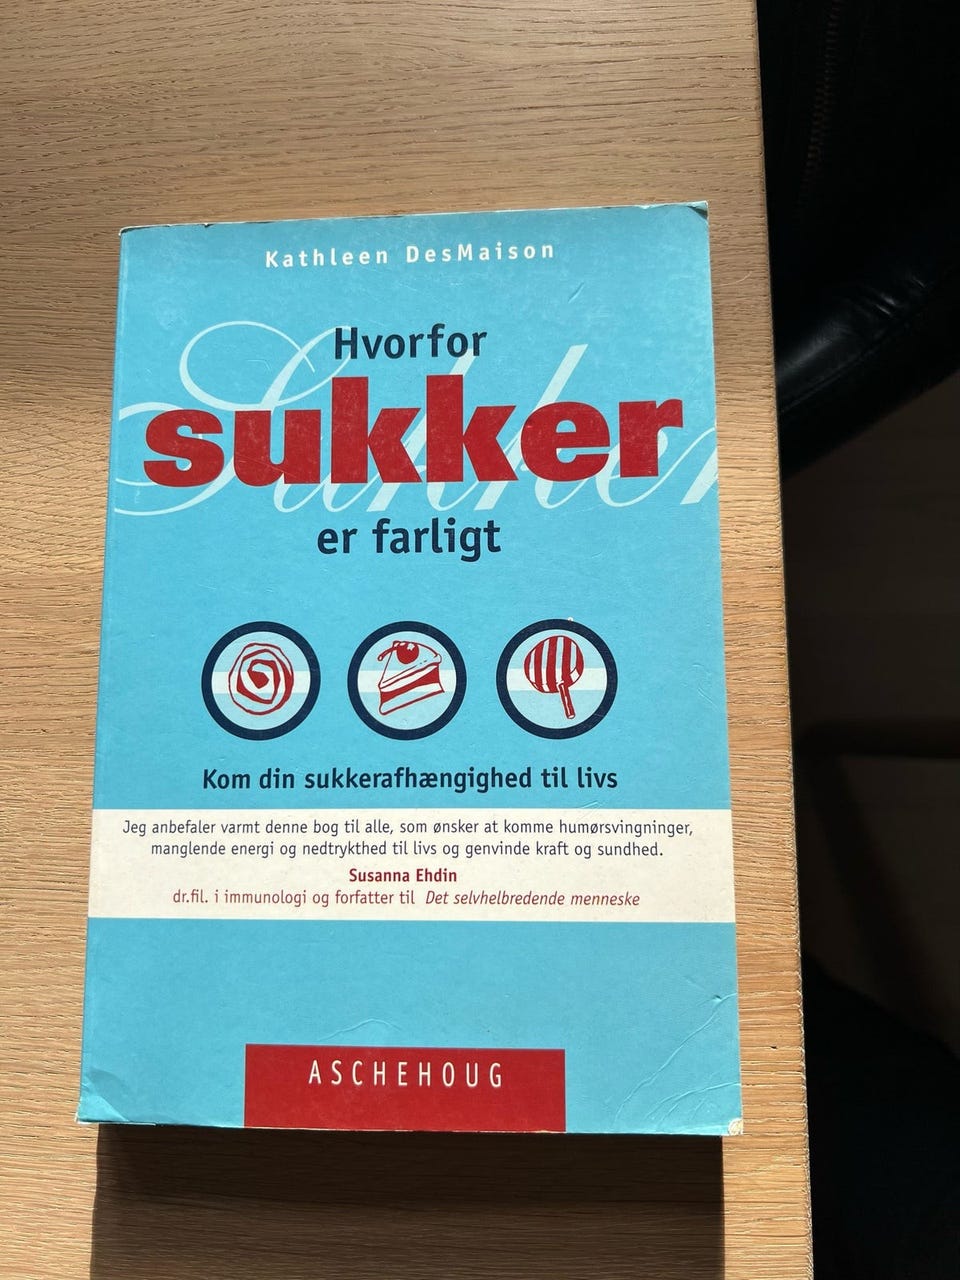 Kathleen DesMaison
Hvorfor
Sukker
sukker
er farligt
Kom din sukkerafhængighed til livs
Jeg anbefaler varmt denne bog til alle, som ønsker at komme humørsvingninger,
manglende energi og nedtrykthed til livs og genvinde kraft og sundhed.
Susanna Ehdin
dr.fil. i immunologi og forfatter til Det selvhelbredende menneske
ASCHEHOUG